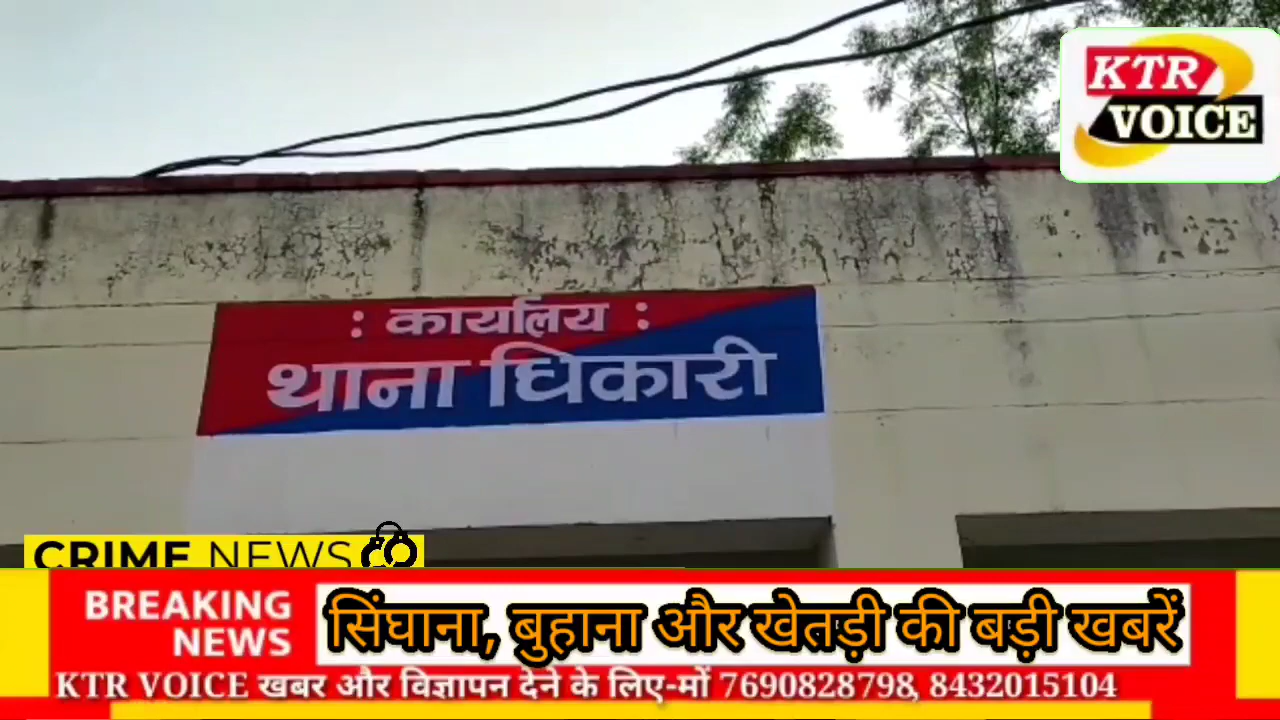 KTR
VOICE
: कार्यालय :
थाना धिकारी
CRIME NEWS
BREAKING
NEWS
सिंघाना, बुहाना और खेतड़ी की बड़ी खबरें
KTR VOICE खबर और विज्ञापन देने के लिए-मों 7690828798, 8432015104